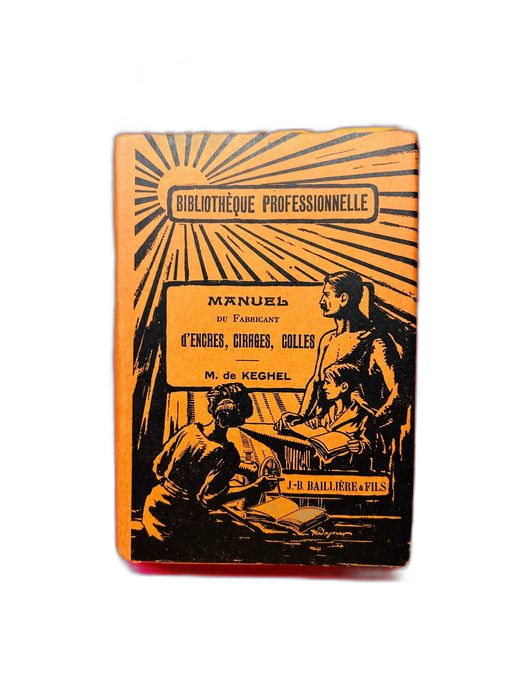 BIBLIOTHÈQUE PROFESSIONNELLE
MANUEL
DU FABRICANT
D'ENCRES, CIRAGES, COLLES
M. de KEGHEL
J.-B. BAILLIÈRE & FILS